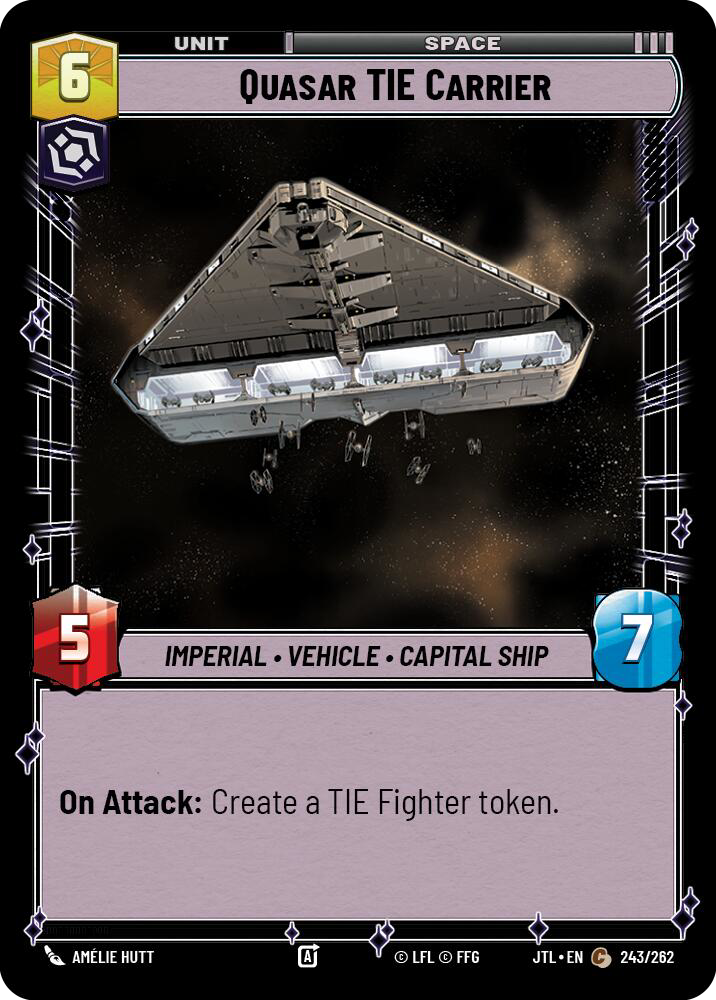 UNIT
SPACE
6
QUASAR TIE CARRIER
5
IMPERIAL • VEHICLE • CAPITAL SHIP
7
On Attack: Create a TIE Fighter token.
AMÉLIE HUTT
A
© LFL © FFG
JTL • EN
C
243/262